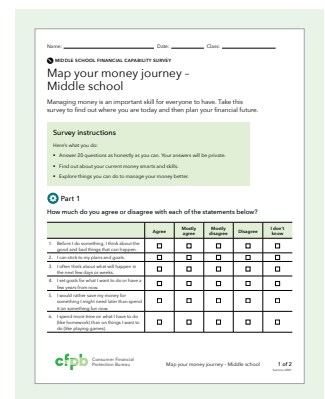 Name: Date: Class:
MIDDLE SCHOOL FINANCIAL CAPABILITY SURVEY
Map your money journey –
Middle school
Managing money is an important skill for everyone to have. Take this
survey to find out where you are today and then plan your financial future.
Survey instructions
Here's what you do:
• Answer 20 questions as honestly as you can. Your answers will be private.
• Find out about your current money smarts and skills.
• Explore things you can do to manage your money better.
Part 1
How much do you agree or disagree with each of the statements below?
Agree Mostly agree Mostly disagree Disagree I don't know
1. Before I do something, I think about the
good and bad things that can happen.
2. I can stick to my plans and goals.
3. I often think about what will happen in
the next few days or weeks.
4. I set goals for what I want to do or have a
few years from now.
5. I would rather save my money for
something I might need later than spend
it on something fun now.
6. I spend more time on what I have to do
(like homework) than on things I want to
do (like playing games).
cfpb Consumer Financial
Protection Bureau
Map your money journey - Middle school
1 of 2